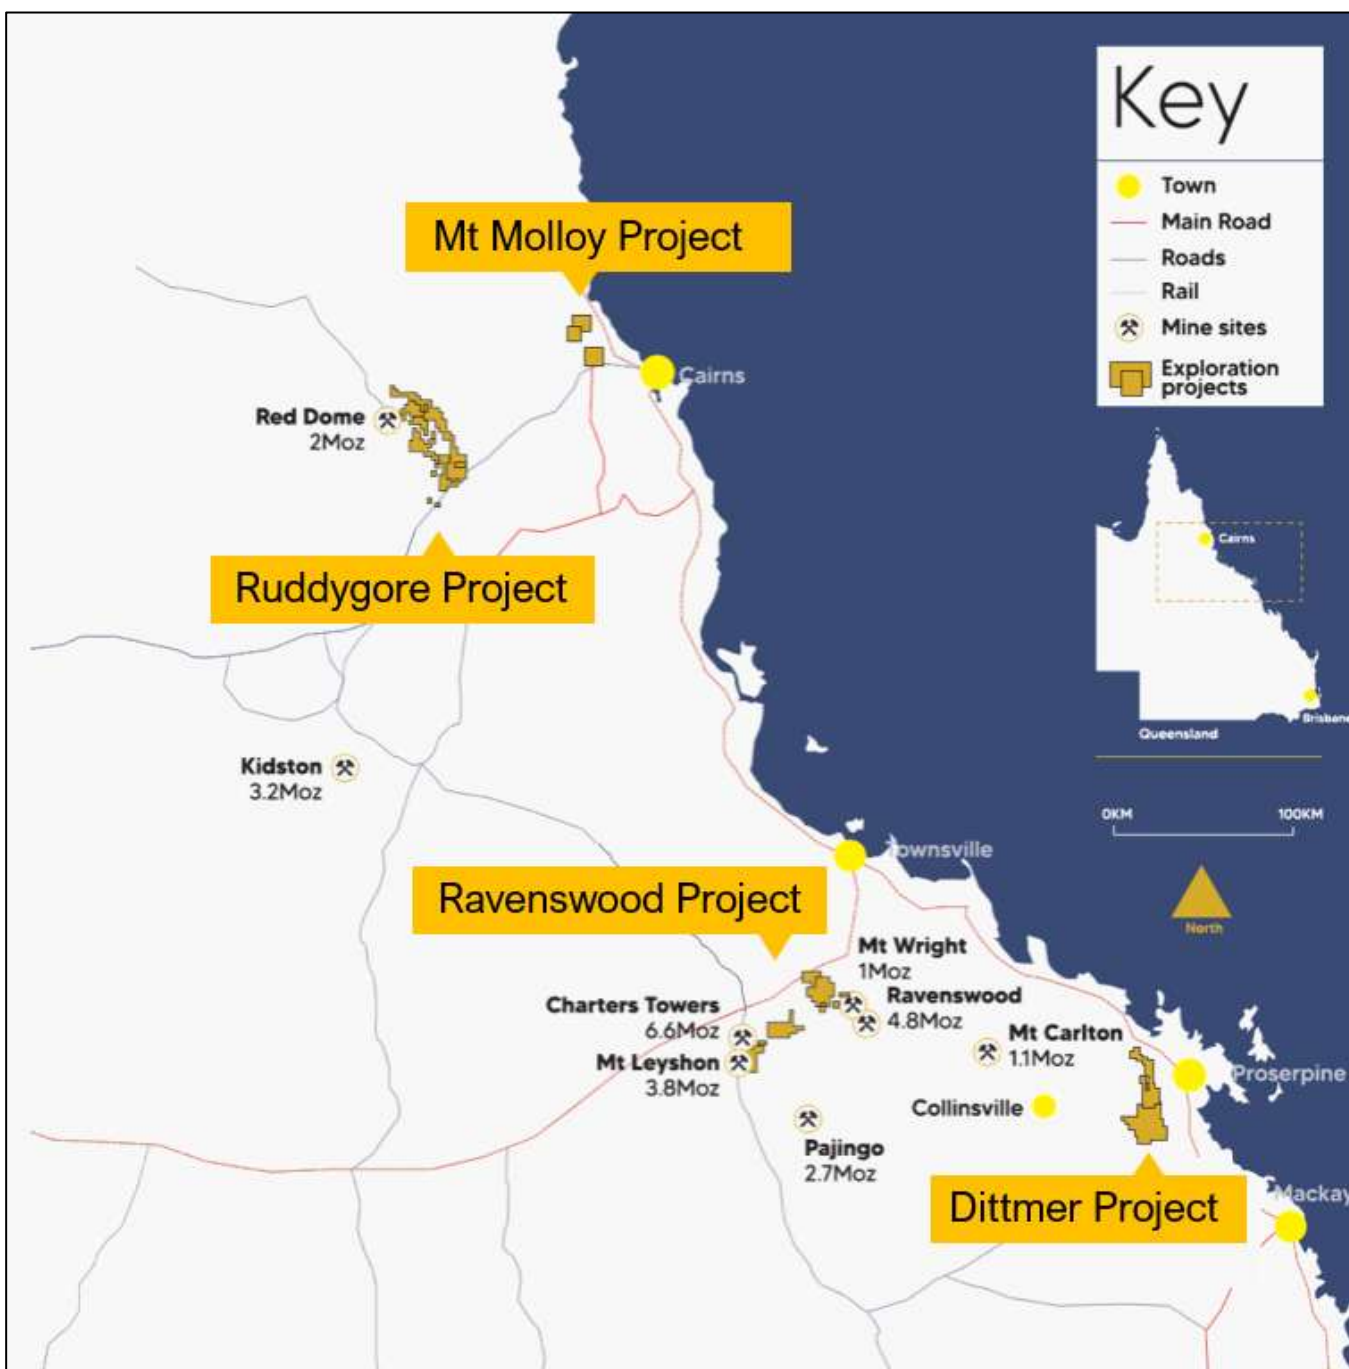 Key
Town
Main Road
Roads
Rail
Mine sites
Exploration
projects
Mt Molloy Project
Cairns
Red Dome
2Moz
Ruddygore Project
Cairns
Brisbane
Queensland
Kidston
3.2Moz
0KM 100KM
Townsville
Ravenswood Project
North
Mt Wright
1Moz
Ravenswood
4.8Moz
Charters Towers
6.6Moz
Mt Leyshon
3.8Moz
Mt Carlton
1.1Moz
Proserpine
Collinsville
Pajingo
2.7Moz
Dittmer Project
Mackay